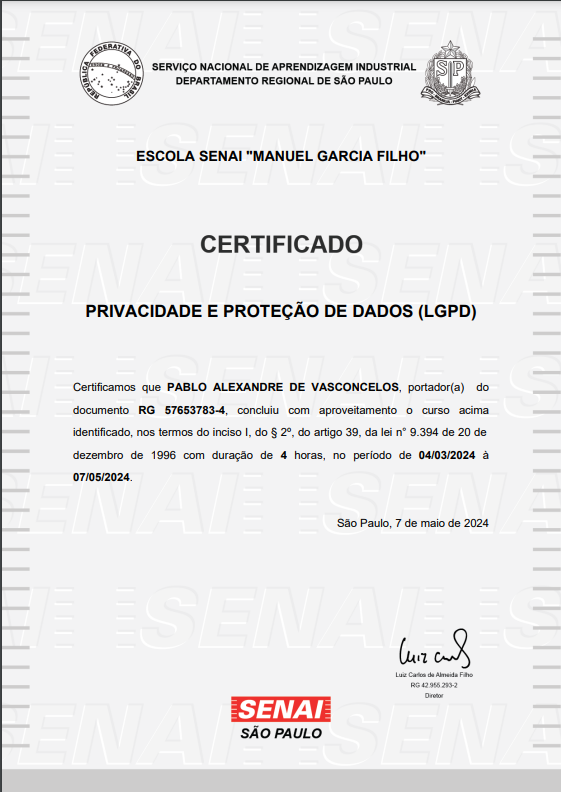 REPÚBLICA FEDERATIVA DO BRASIL
SERVIÇO NACIONAL DE APRENDIZAGEM INDUSTRIAL
DEPARTAMENTO REGIONAL DE SÃO PAULO
SP
ESCOLA SENAI "MANUEL GARCIA FILHO"
CERTIFICADO
PRIVACIDADE E PROTEÇÃO DE DADOS (LGPD)
Certificamos que PABLO ALEXANDRE DE VASCONCELOS, portador(a) do
documento RG 57653783-4, concluiu com aproveitamento o curso acima
identificado, nos termos do inciso I, do § 2º, do artigo 39, da lei n° 9.394 de 20 de
dezembro de 1996 com duração de 4 horas, no período de 04/03/2024 à
07/05/2024.
São Paulo, 7 de maio de 2024
Luiz Carlos de Almeida Filho
RG 42.955.293-2
Diretor
SENAI
SÃO PAULO